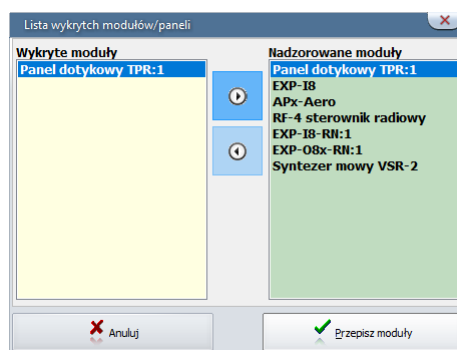 Lista wykrytch modułów/paneli
Wykryte moduły
Panel dotykowy TPR:1
Nadzorowane moduły
Panel dotykowy TPR:1
EXP-I8
APx-Aero
RF-4 sterownik radiowy
EXP-I8-RN:1
EXP-O8x-RN:1
Syntezer mowy VSR-2
Anuluj
Przepisz moduły